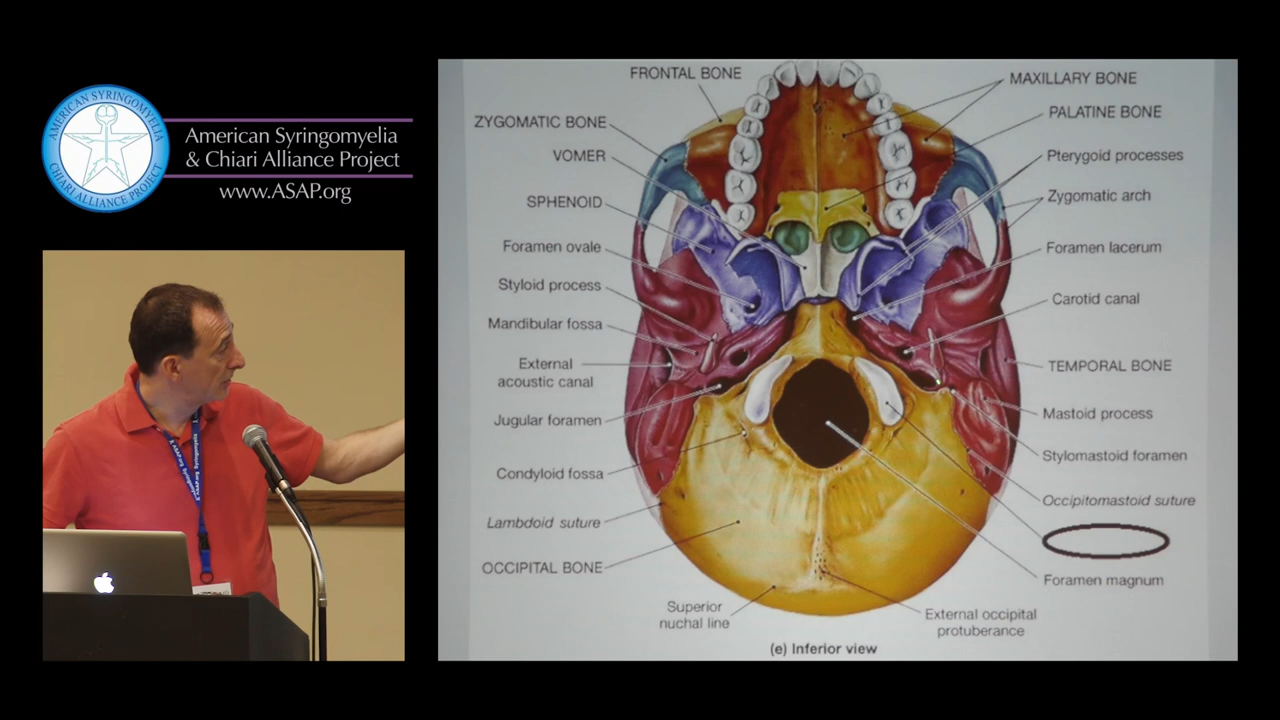 AMERICAN SYRINGOMYELIA
CHIARI ALLIANCE PROJECT
American Syringomyelia
& Chiari Alliance Project
www.ASAP.org
FRONTAL BONE
ZYGOMATIC BONE
VOMER
SPHENOID
Foramen ovale
Styloid process
Mandibular fossa
External
acoustic canal
Jugular foramen
Condyloid fossa
Lambdoid suture
OCCIPITAL BONE
Superior
nuchal line
MAXILLARY BONE
PALATINE BONE
Pterygoid processes
Zygomatic arch
Foramen lacerum
Carotid canal
TEMPORAL BONE
Mastoid process
Stylomastoid foramen
Occipitomastoid suture
Foramen magnum
External occipital
protuberance
(e) Inferior view